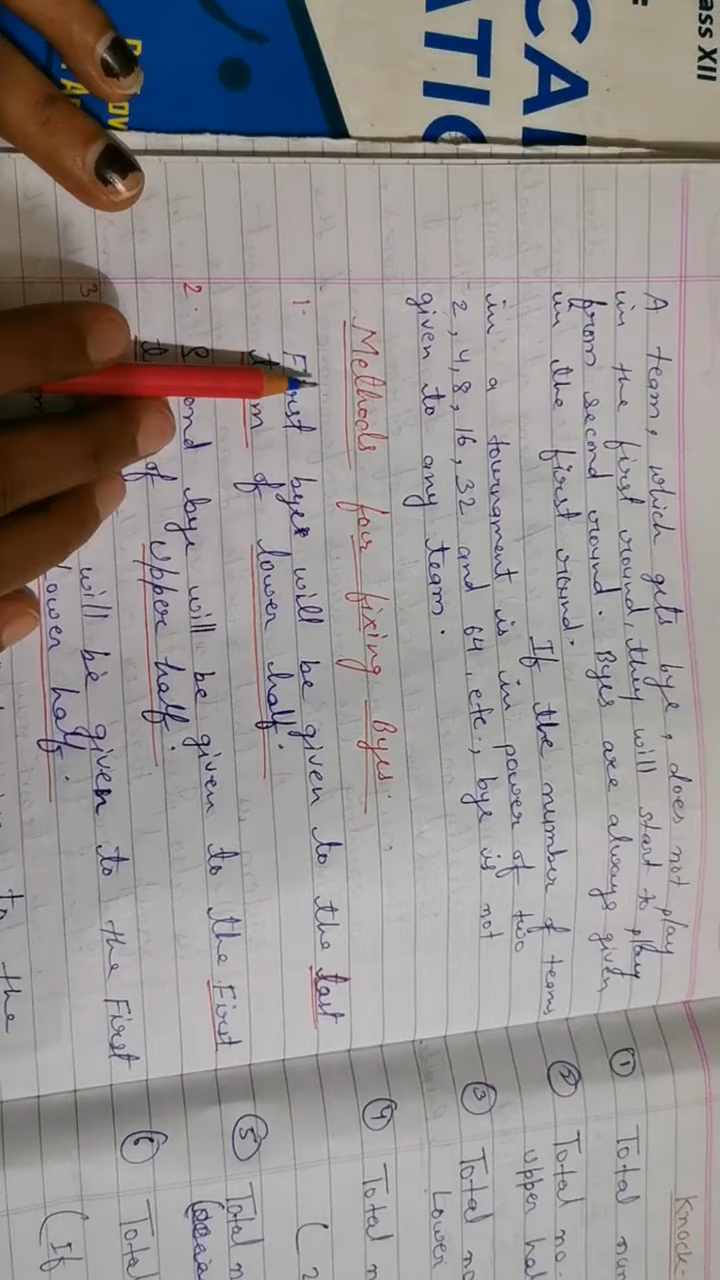 ass XII
CA
ATIC
A team, which gets bye, does not play
in the first round, they will start to play
from second round. Byes are always given
in the first round.
If the number of teams
in a tournament is in power of two
2, 4, 8, 16, 32 and 64, etc., bye is not
given to any team.
Methods for fixing Byes.
1. First bye will be given to the last
of lower half.
2. ond bye will be given to the First
of upper half.
3 will be given to the First
lower half.
to the
Knock-
① Total num
② Total no.
upper hal
③ Total no
Lower
④ Total n
⑤ Total n
⑥ Total
(If